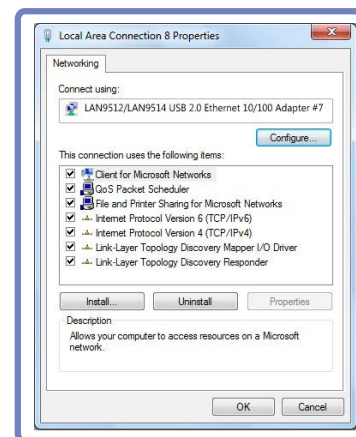 Local Area Connection 8 Properties
Networking
Connect using:
LAN9512/LAN9514 USB 2.0 Ethernet 10/100 Adapter #7
Configure...
This connection uses the following items:
Client for Microsoft Networks
QoS Packet Scheduler
File and Printer Sharing for Microsoft Networks
Internet Protocol Version 6 (TCP/IPv6)
Internet Protocol Version 4 (TCP/IPv4)
Link-Layer Topology Discovery Mapper I/O Driver
Link-Layer Topology Discovery Responder
Install... Uninstall Properties
Description
Allows your computer to access resources on a Microsoft
network.
OK Cancel